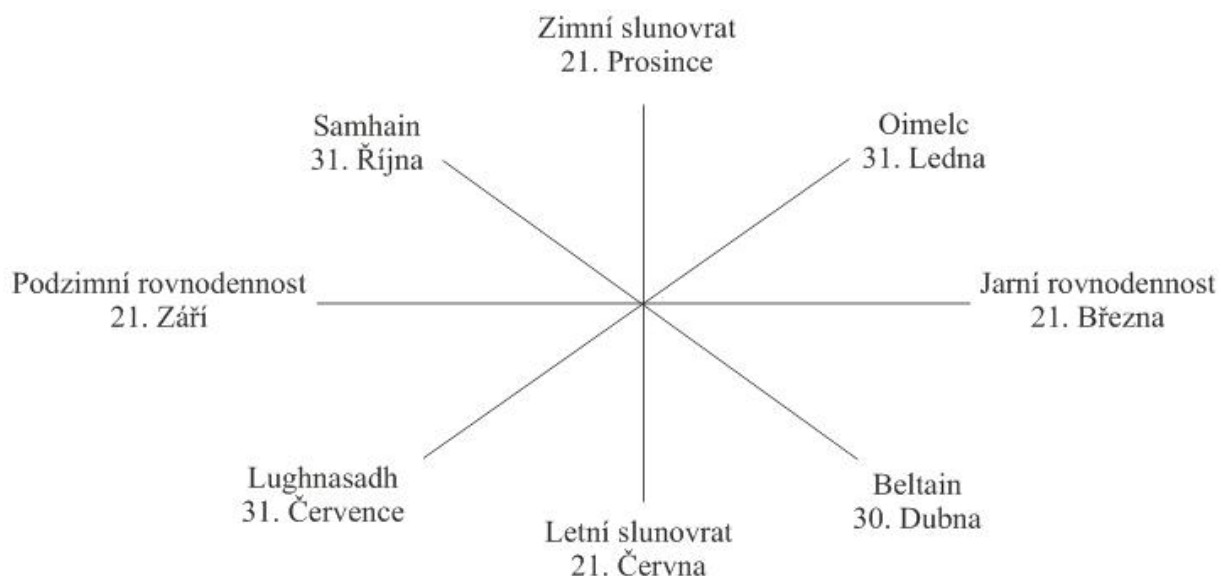 Zimní slunovrat
21. Prosince
Samhain
31. Října
Oimelc
31. Ledna
Podzimní rovnodennost
21. Září
Jarní rovnodennost
21. Března
Lughnasadh
31. Července
Beltain
30. Dubna
Letní slunovrat
21. Června